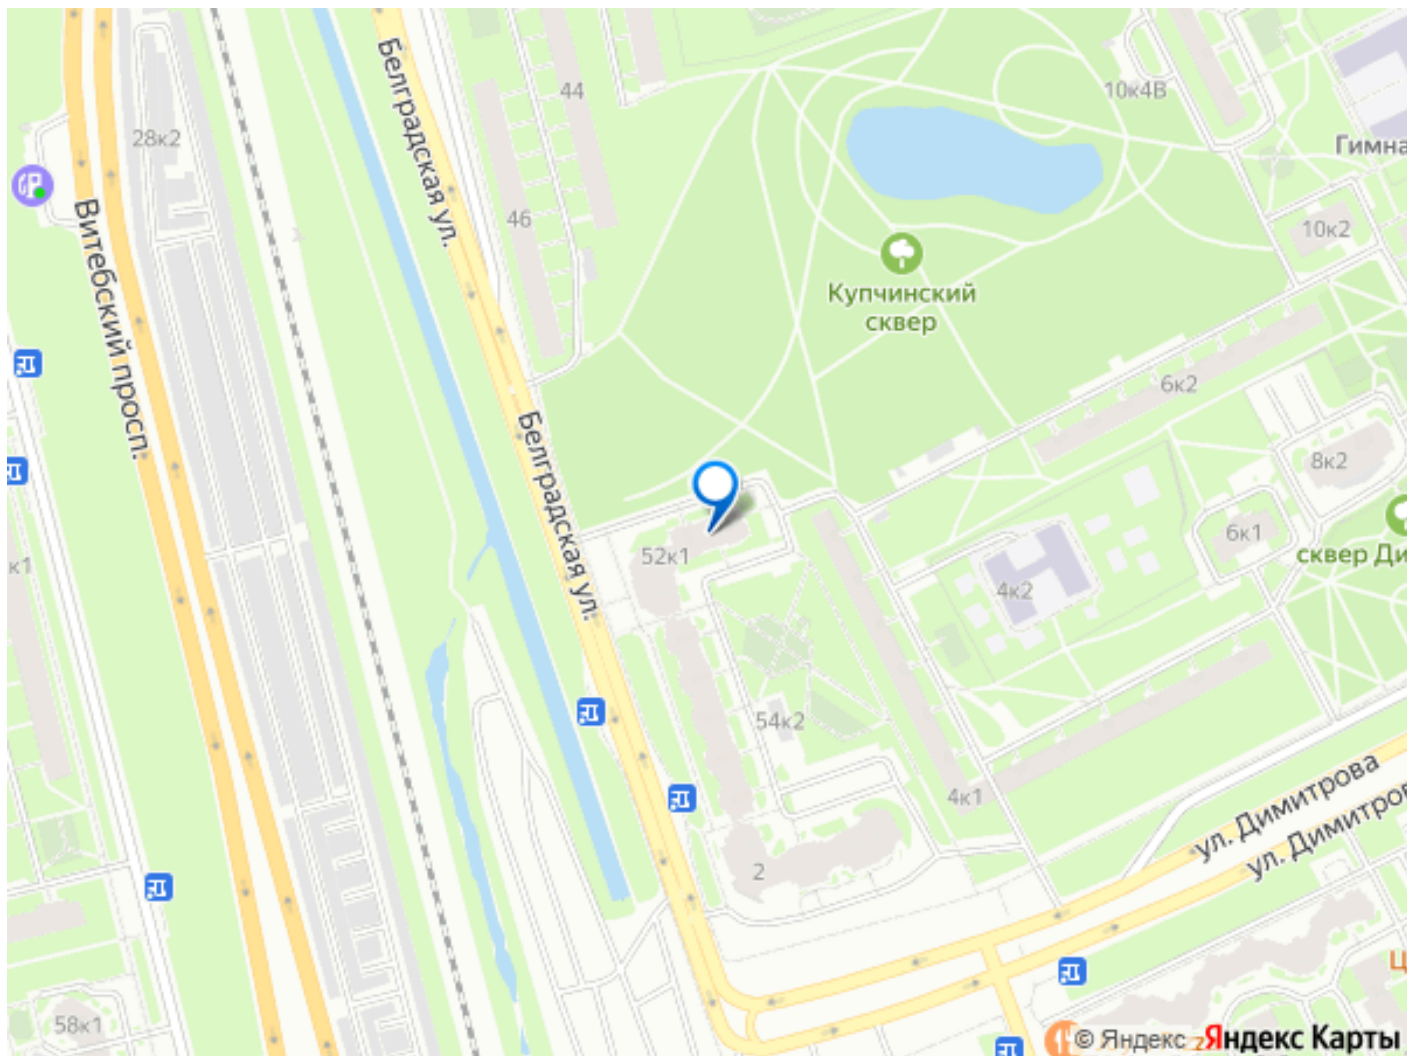 Белградская ул.
44
10к4В
28к2
Гимна
Витебский просп.
46
10к2
Купчинский
сквер
6к2
Белградская ул.
8к2
6к1
сквер Ди
52к1
к1
4к2
54к2
4к1
ул. Димитрова
ул. Димитров
2
58к1
Ц
© Яндекс
Яндекс Карты